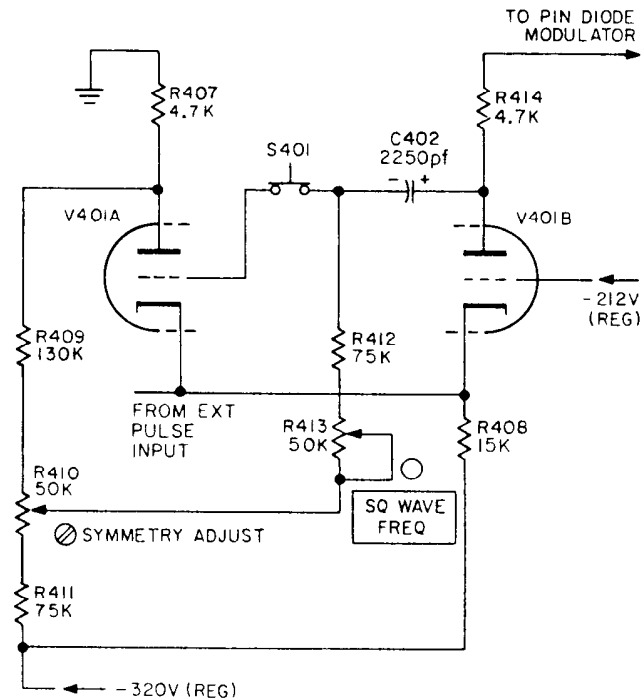 TO PIN DIODE
MODULATOR
R407
4.7K
R414
4.7K
C402
2250pf
S401
- +
V401A
V401B
-212V
(REG)
R409
130K
R412
75K
FROM EXT
PULSE
INPUT
R413
50K
R408
15K
R410
50K
SYMMETRY ADJUST
SQ WAVE
FREQ
R411
75K
-320V (REG)